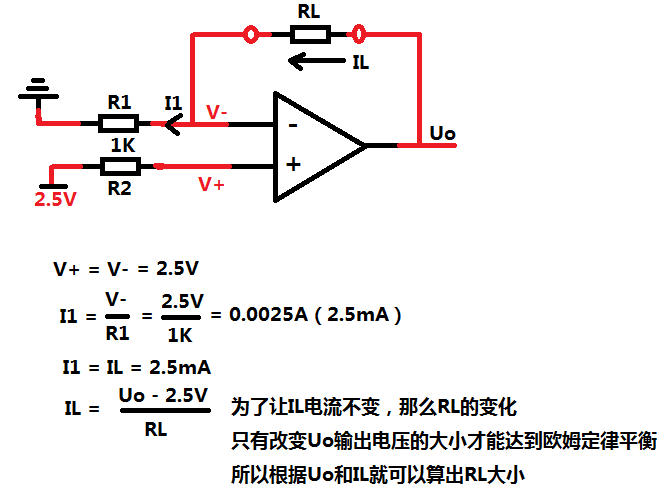 RL
IL
R1
I1
V-
-
Uo
1K
+
2.5V
R2
V+
V+ = V- = 2.5V
I1 = V- / R1 = 2.5V / 1K = 0.0025A ( 2.5mA )
I1 = IL = 2.5mA
IL = Uo - 2.5V / RL
为了让IL电流不变，那么RL的变化
只有改变Uo输出电压的大小才能达到欧姆定律平衡
所以根据Uo和IL就可以算出RL大小